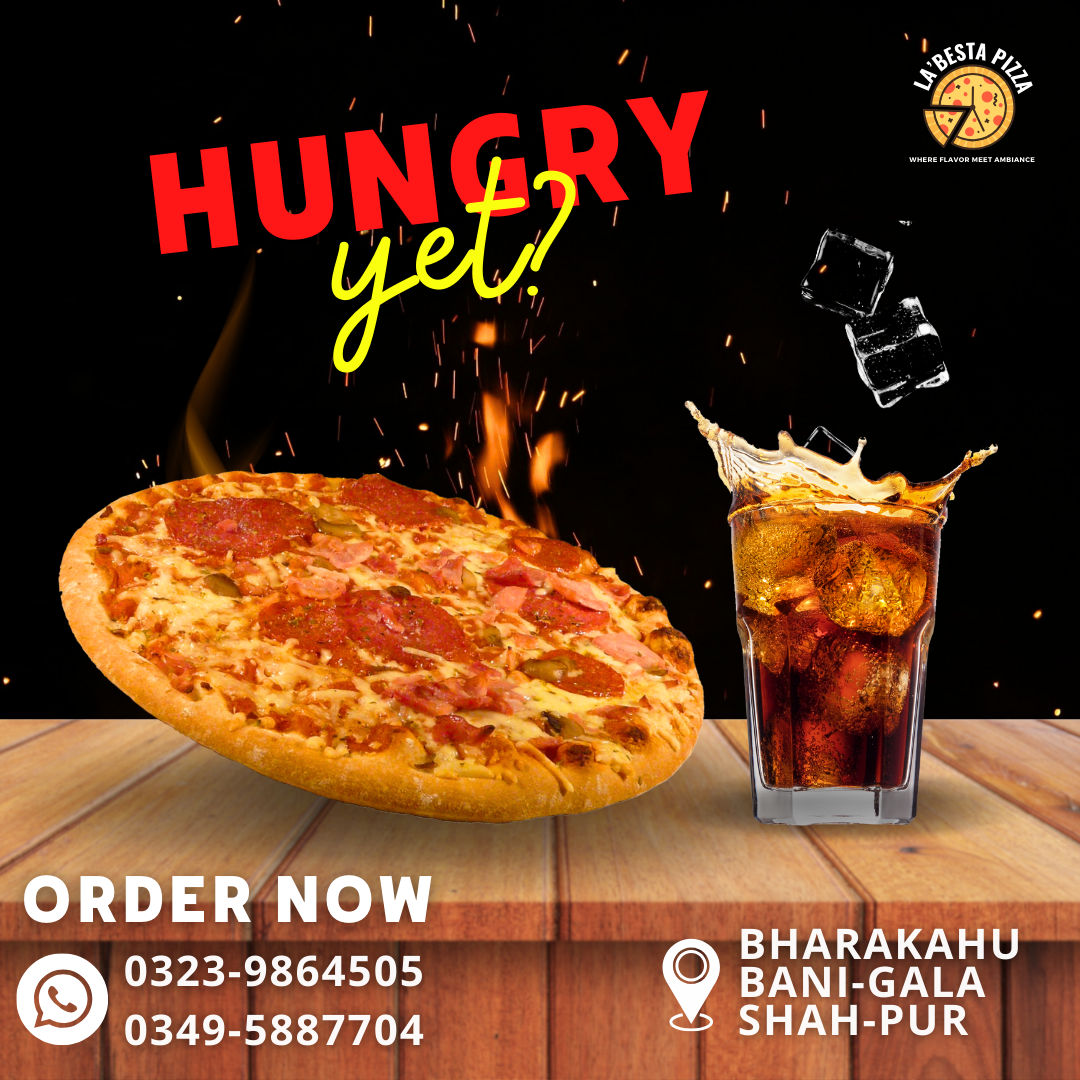 LA'BESTA PIZZA
WHERE FLAVOR MEET AMBIANCE
HUNGRY
yet?
ORDER NOW
0323-9864505
0349-5887704
BHARAKAHU
BANI-GALA
SHAH-PUR